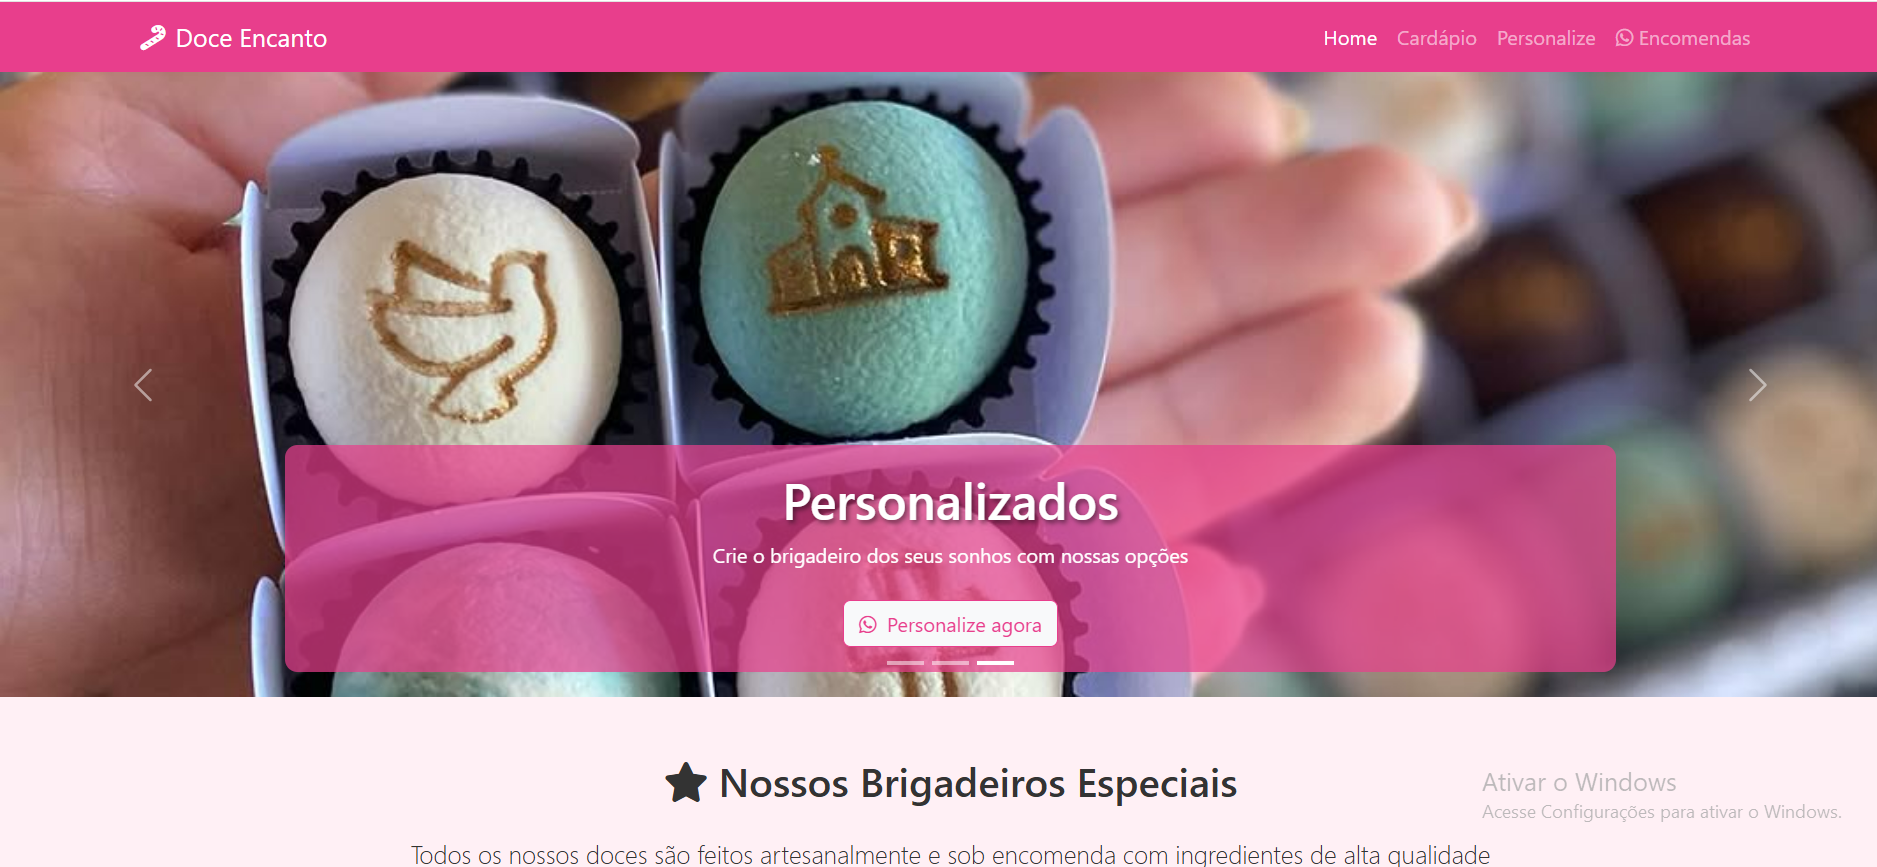 Doce Encanto
Home Cardápio Personalize Encomendas
Personalizados
Crie o brigadeiro dos seus sonhos com nossas opções
Personalize agora
Nossos Brigadeiros Especiais
Todos os nossos doces são feitos artesanalmente e sob encomenda com ingredientes de alta qualidade
Ativar o Windows
Acesse Configurações para ativar o Windows.